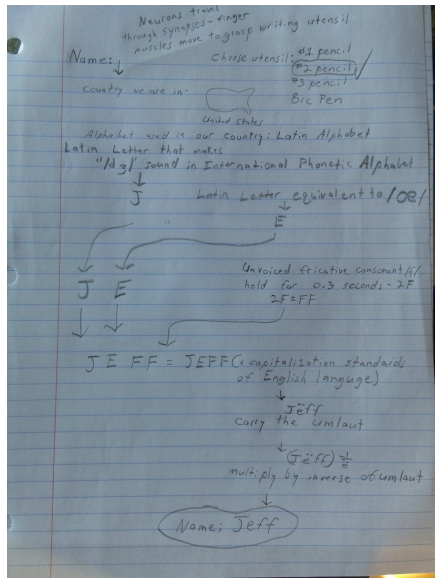 Neurons travel
through synapses - finger
muscles move to grasp writing utensil
Name:
Choose utensil: #1 pencil
#2 pencil
#3 pencil
Bic Pen
Country we are in:
United States
Alphabet used in our country: Latin Alphabet
Latin Letter that makes
"/dʒ/" sound in International Phonetic Alphabet
J
Latin Letter equivalent to /oe/
E
J E
Unvoiced fricative consonant
hold for 0.3 seconds - 2F
2F = FF
J E FF = JEFF (x capitalization standards
of English languge)
Jëff
Carry the umlaut
(Jëff)
multiply by inverse of umlaut
Name; Jeff